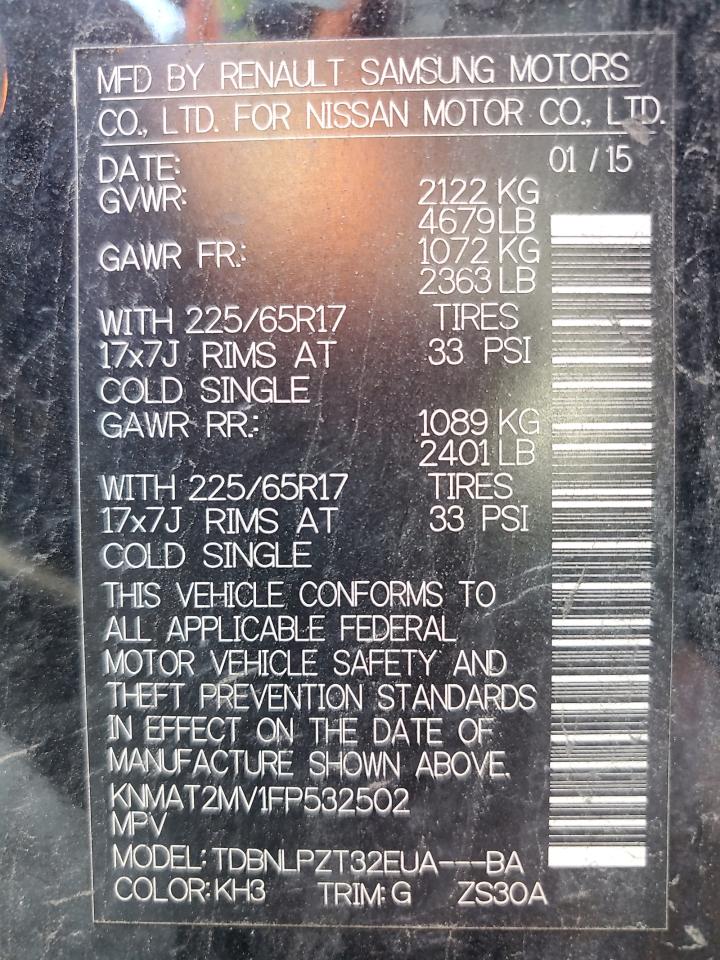 MFD BY RENAULT SAMSUNG MOTORS
CO., LTD. FOR NISSAN MOTOR CO., LTD.
DATE: 01 / 15
GVWR: 2122 KG
4679 LB
GAWR FR: 1072 KG
2363 LB
WITH 225/65R17 TIRES
17x7J RIMS AT 33 PSI
COLD SINGLE
GAWR RR: 1089 KG
2401 LB
WITH 225/65R17 TIRES
17x7J RIMS AT 33 PSI
COLD SINGLE
THIS VEHICLE CONFORMS TO
ALL APPLICABLE FEDERAL
MOTOR VEHICLE SAFETY AND
THEFT PREVENTION STANDARDS
IN EFFECT ON THE DATE OF
MANUFACTURE SHOWN ABOVE.
KNMAT2MV1FP532502
MPV
MODEL: TDBNLPZT32EUA---BA
COLOR: KH3 TRIM: G ZS30A